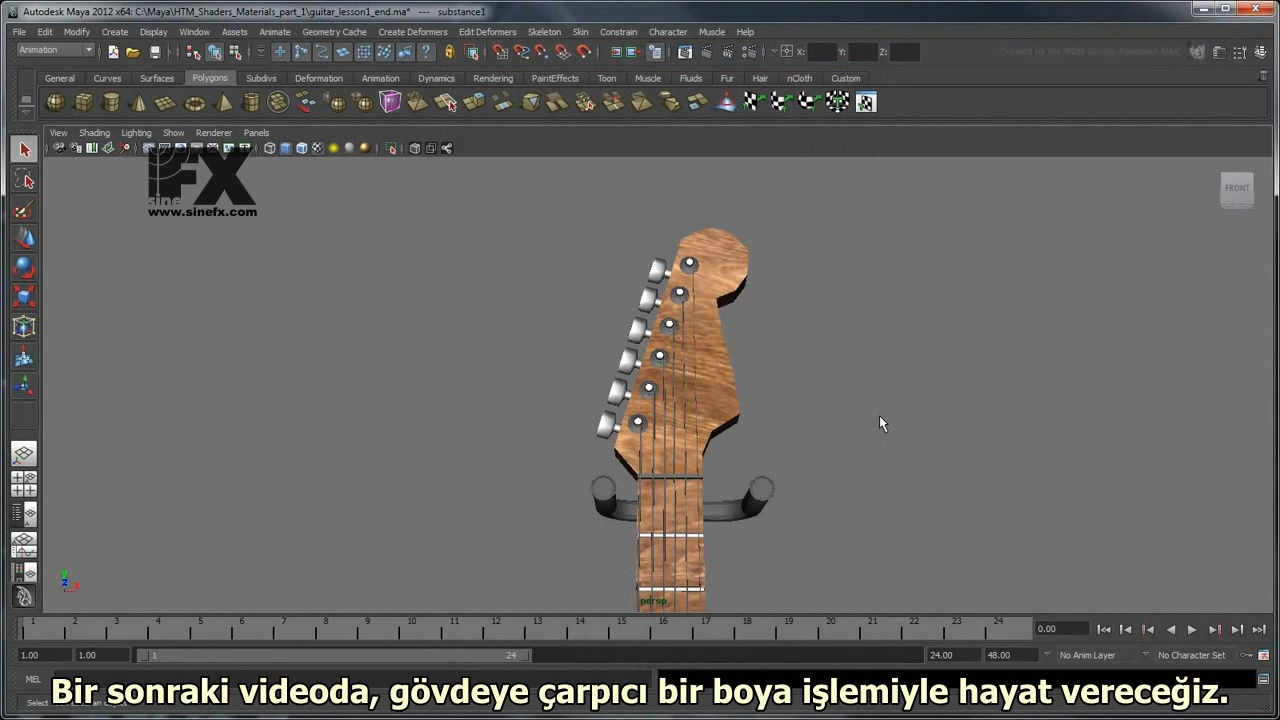 Autodesk Maya 2012 x64: C:\Maya\HTM_Shaders_Materials_part_1\guitar_lesson1_end.ma* --- substance1
File Edit Modify Create Display Window Assets Animate Geometry Cache Create Deformers Edit Deformers Skeleton Skin Constrain Character Muscle Help
Animation X: Y: Z:
General Curves Surfaces Polygons Subdivs Deformation Animation Dynamics Rendering PaintEffects Toon Muscle Fluids Fur Hair nCloth Custom
View Shading Lighting Show Renderer Panels
FX
sine
www.sinefx.com
FRONT
persp
1 2 3 4 5 6 7 8 9 10 11 12 13 14 15 16 17 18 19 20 21 22 23 24 0.00
1.00 1.00 1 24 24.00 48.00 No Anim Layer No Character Set
MEL
Bir sonraki videoda, gövdeye çarpıcı bir boya işlemiyle hayat vereceğiz.